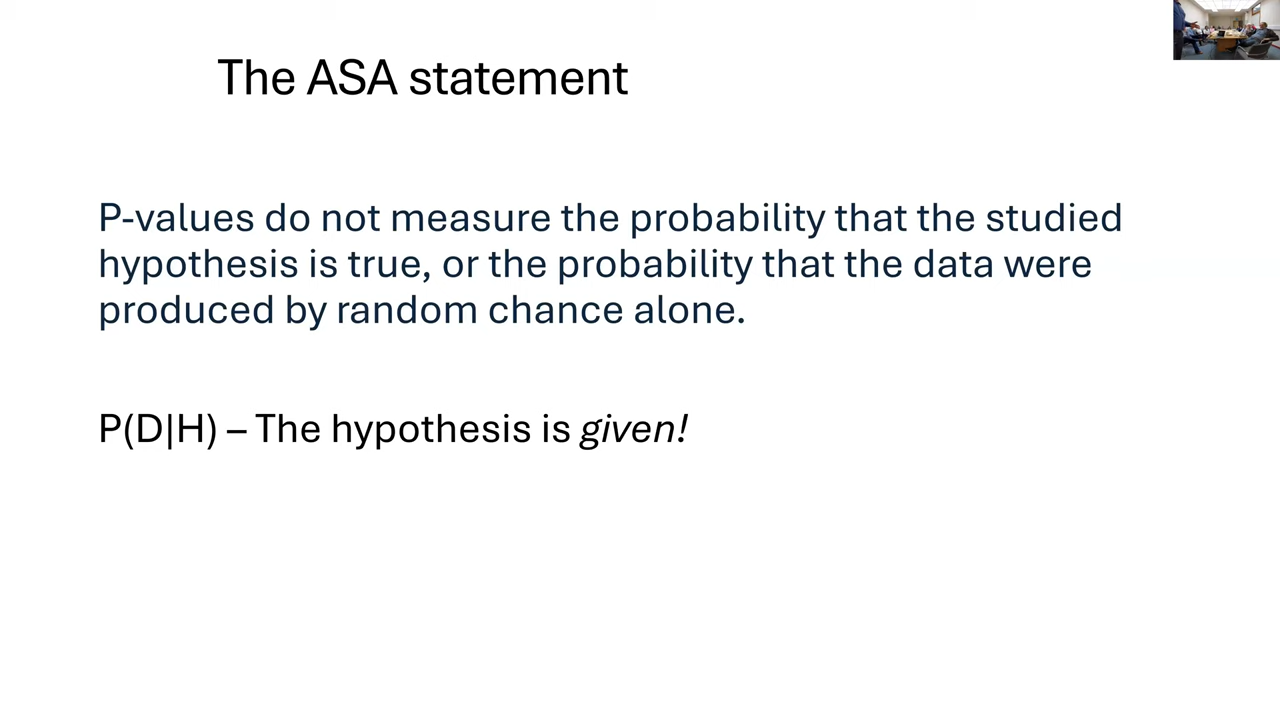 The ASA statement
P-values do not measure the probability that the studied
hypothesis is true, or the probability that the data were
produced by random chance alone.
P(D|H) – The hypothesis is given!